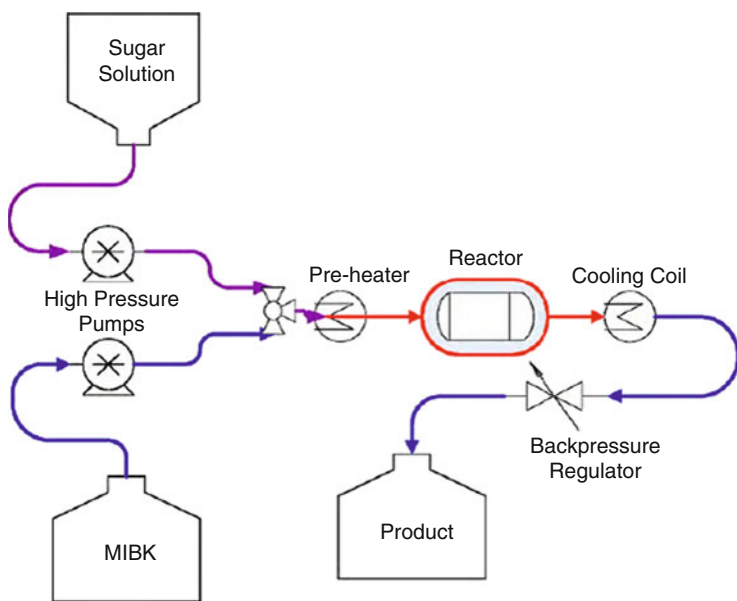 Sugar
Solution
High Pressure
Pumps
Pre-heater
Reactor
Cooling Coil
Backpressure
Regulator
MIBK
Product